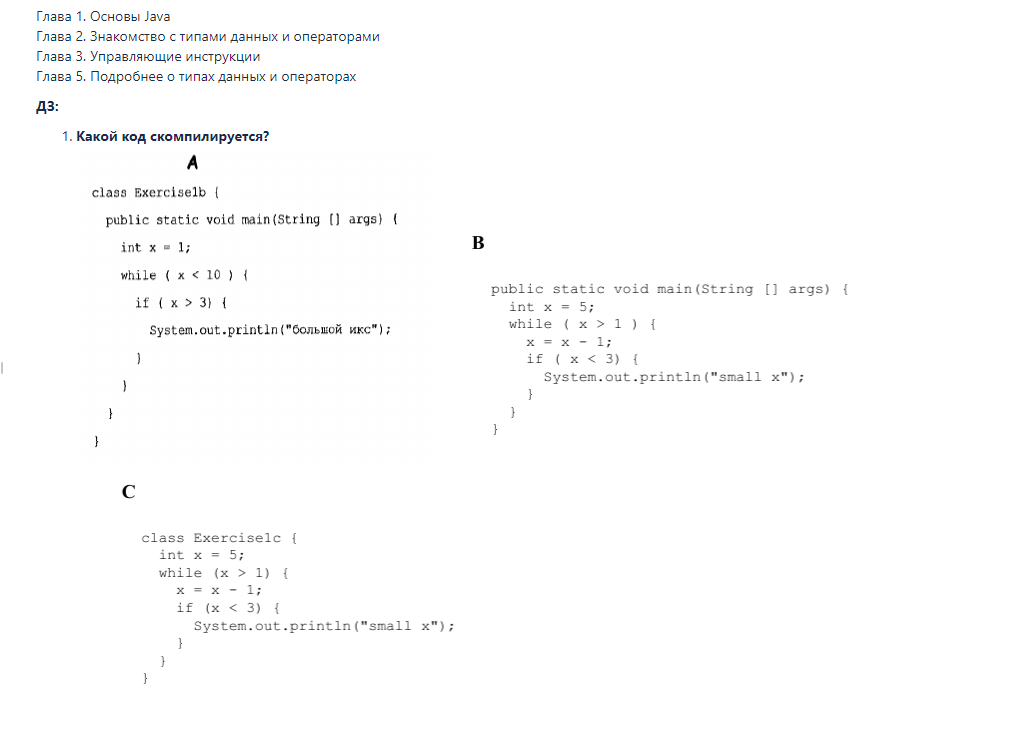 Глава 1. Основы Java
Глава 2. Знакомство с типами данных и операторами
Глава 3. Управляющие инструкции
Глава 5. Подробнее о типах данных и операторах
ДЗ:
1. Какой код скомпилируется?
A
class Exercise1b {
public static void main(String [] args) {
int x = 1;
while ( x < 10 ) {
if ( x > 3) {
System.out.println("большой икс");
}
}
}
}
B
public static void main(String [] args) {
int x = 5;
while ( x > 1 ) {
x = x - 1;
if ( x < 3) {
System.out.println("small x");
}
}
}
C
class Exercise1c {
int x = 5;
while (x > 1) {
x = x - 1;
if (x < 3) {
System.out.println("small x");
}
}
}